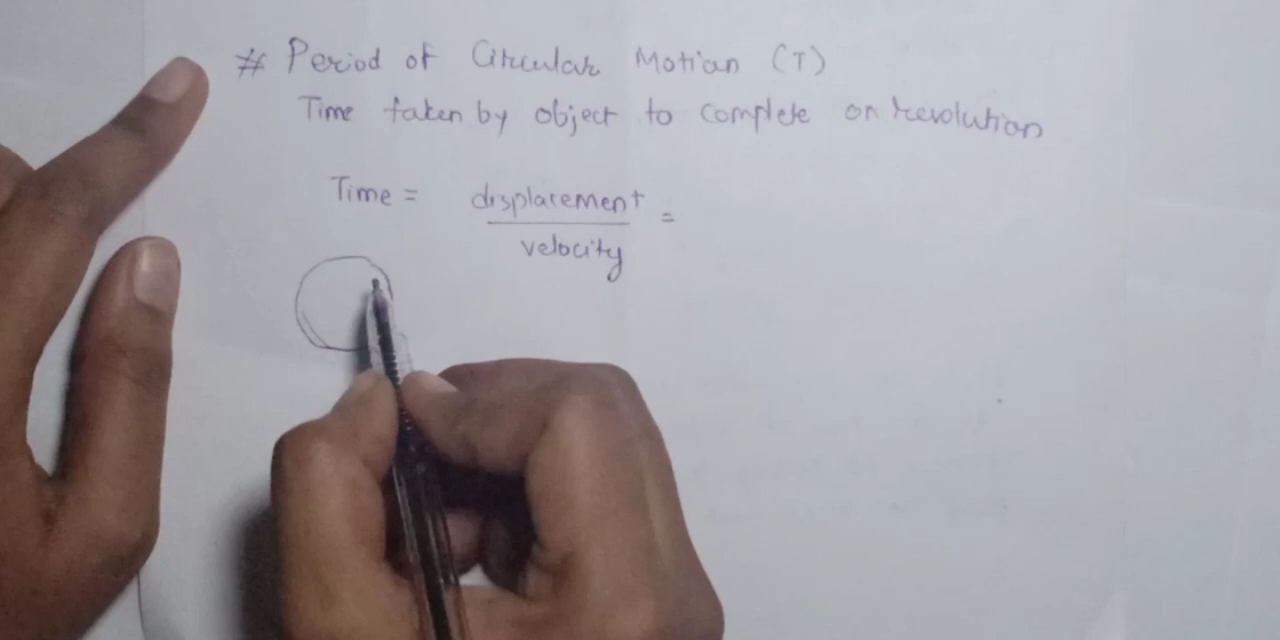 # Period of Circular Motion (T)
Time taken by object to complete on revolution
Time = displacement / velocity =